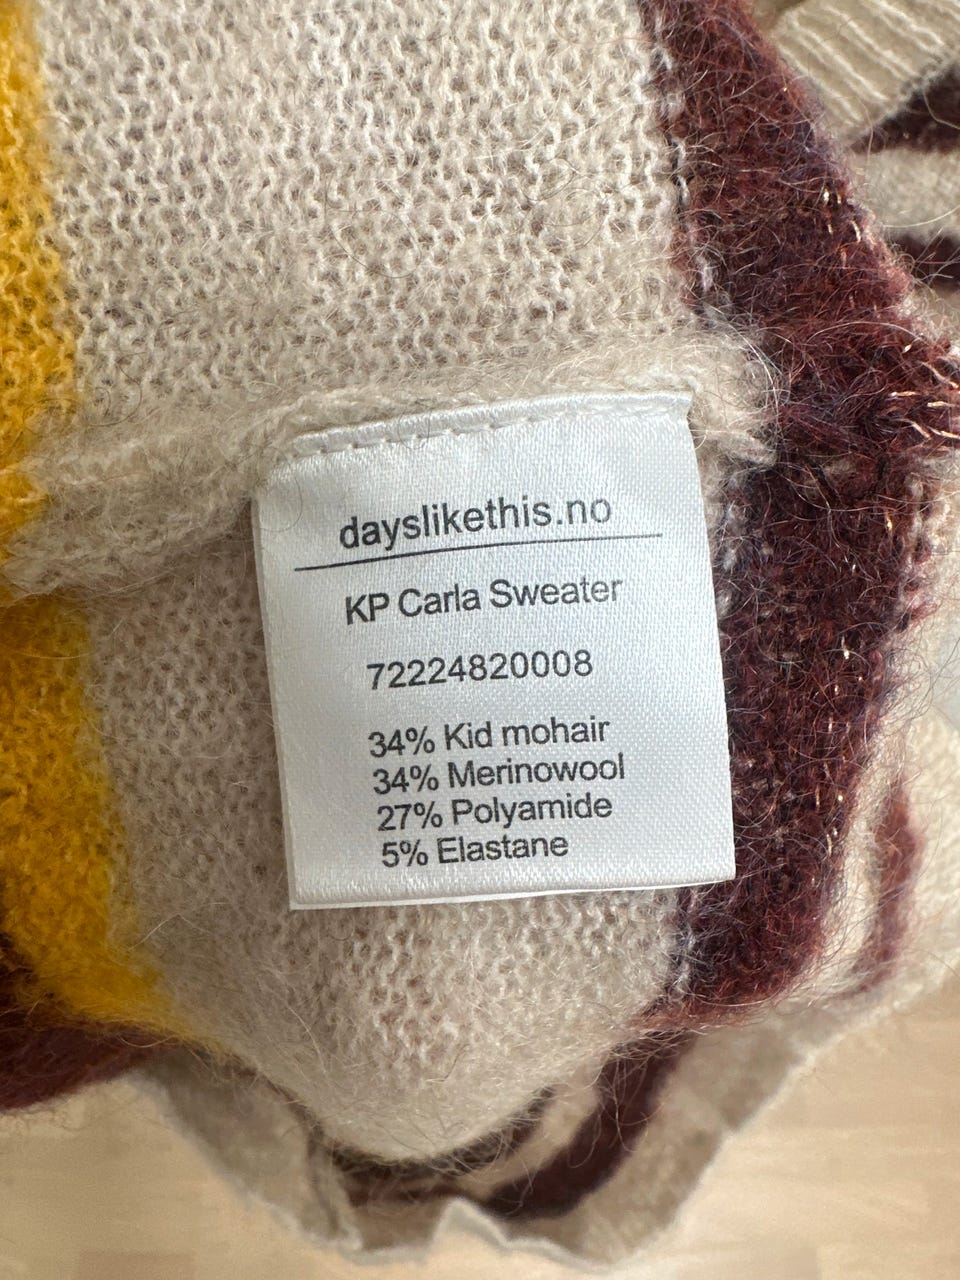 dayslikethis.no
KP Carla Sweater
72224820008
34% Kid mohair
34% Merinowool
27% Polyamide
5% Elastane